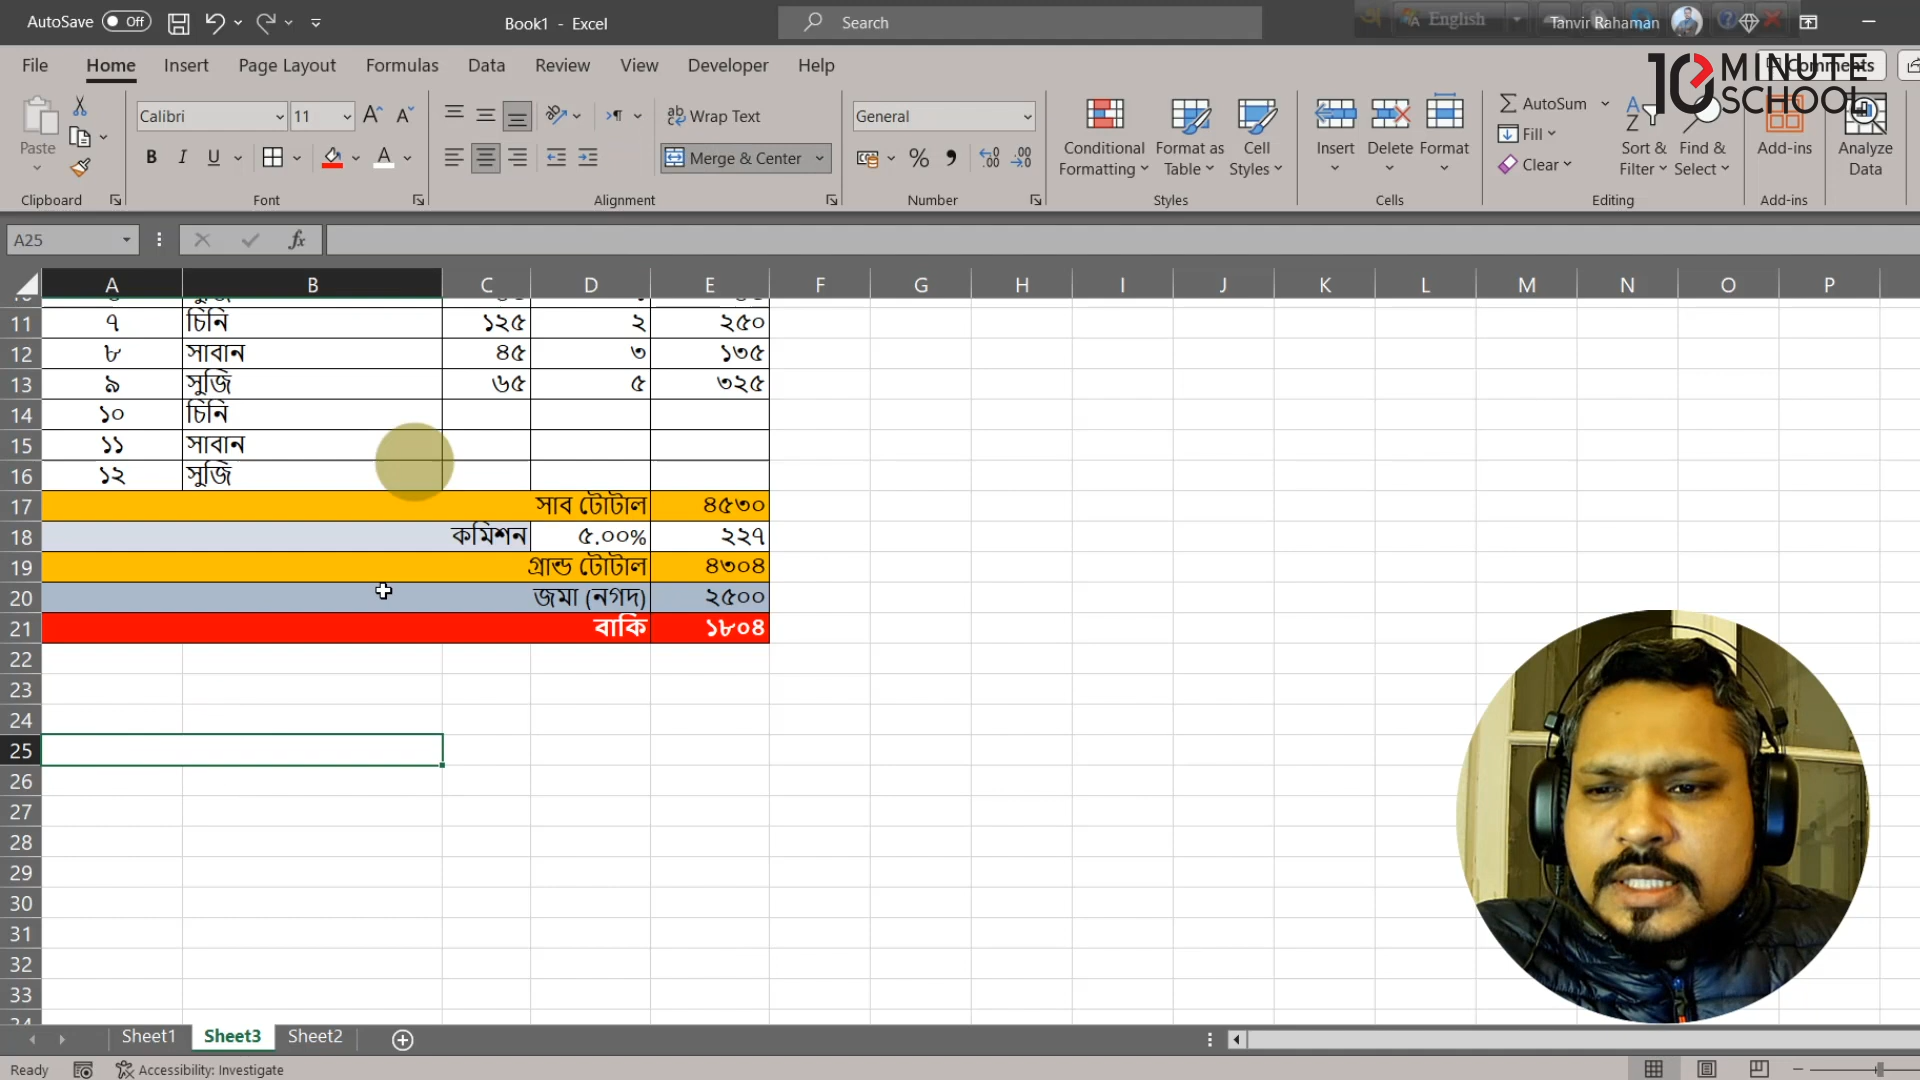 AutoSave Off
Book1 - Excel
Search
English
Tanvir Rahaman
File Home Insert Page Layout Formulas Data Review View Developer Help
Comments
10 MINUTE SCHOOL
Paste
Calibri 11
Wrap Text
Merge & Center
General
Conditional Formatting
Format as Table
Cell Styles
Insert Delete Format
AutoSum
Fill
Clear
Sort & Filter
Find & Select
Add-ins
Analyze Data
Clipboard Font Alignment Number Styles Cells Editing Add-ins
A25 fx
A B C D E F G H I J K L M N O P
11 ৭ চিনি ১২৫ ২ ২৫০
12 ৮ সাবান ৪৫ ৩ ১৩৫
13 ৯ সুজি ৬৫ ৫ ৩২৫
14 ১০ চিনি
15 ১১ সাবান
16 ১২ সুজি
17 সাব টোটাল ৪৫৩০
18 কমিশন ৫.০০% ২২৭
19 গ্রান্ড টোটাল ৪৩০৪
20 জমা (নগদ) ২৫০০
21 বাকি ১৮০৪
22
23
24
25
26
27
28
29
30
31
32
33
Sheet1 Sheet3 Sheet2
Ready Accessibility: Investigate